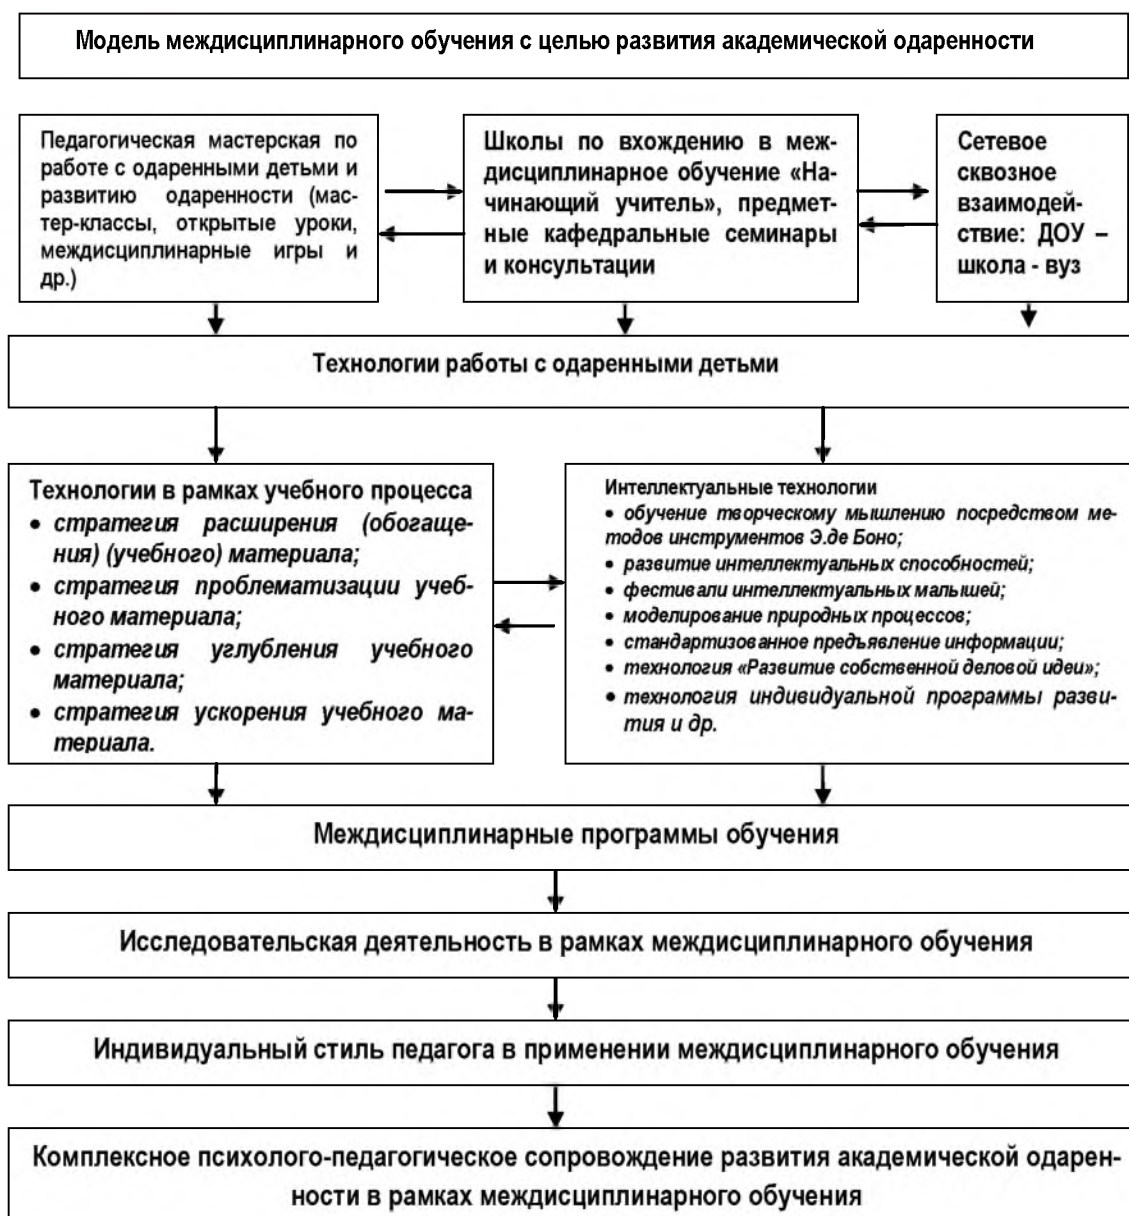 Модель междисциплинарного обучения с целью развития академической одаренности
Педагогическая мастерская по
работе с одаренными детьми и
развитию одаренности (мас-
тер-классы, открытые уроки,
междисциплинарные игры и
др.)
Школы по вхождению в меж-
дисциплинарное обучение «На-
чинающий учитель», предмет-
ные кафедральные семинары
и консультации
Сетевое
сквозное
взаимодей-
ствие: ДОУ –
школа - вуз
Технологии работы с одаренными детьми
Технологии в рамках учебного процесса
• стратегия расширения (обогаще-
ния) (учебного) материала;
• стратегия проблематизации учеб-
ного материала;
• стратегия углубления учебного
материала;
• стратегия ускорения учебного ма-
териала.
Интеллектуальные технологии
• обучение творческому мышлению посредством ме-
тодов инструментов Э.де Боно;
• развитие интеллектуальных способностей;
• фестивали интеллектуальных малышей;
• моделирование природных процессов;
• стандартизованное предъявление информации;
• технология «Развитие собственной деловой идеи»;
• технология индивидуальной программы разви-
тия и др.
Междисциплинарные программы обучения
Исследовательская деятельность в рамках междисциплинарного обучения
Индивидуальный стиль педагога в применении междисциплинарного обучения
Комплексное психолого-педагогическое сопровождение развития академической одарен-
ности в рамках междисциплинарного обучения